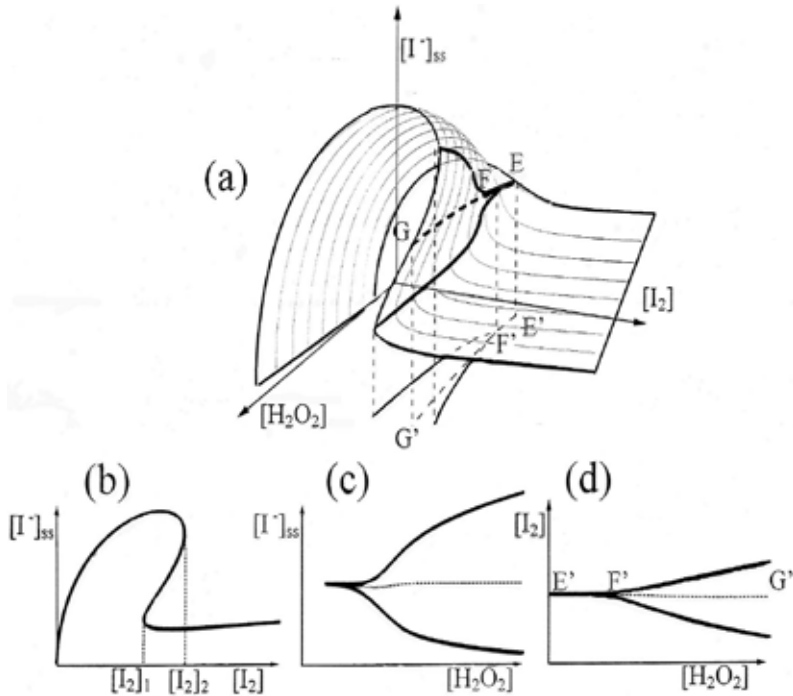 [I⁻]ss
(a)
E
F
G
[I₂]
E'
F'
[H₂O₂]
G'
(b)
(c)
(d)
[I⁻]ss
[I⁻]ss
[I₂]
E' F' G'
[I₂]₁ [I₂]₂ [I₂]
[H₂O₂]
[H₂O₂]